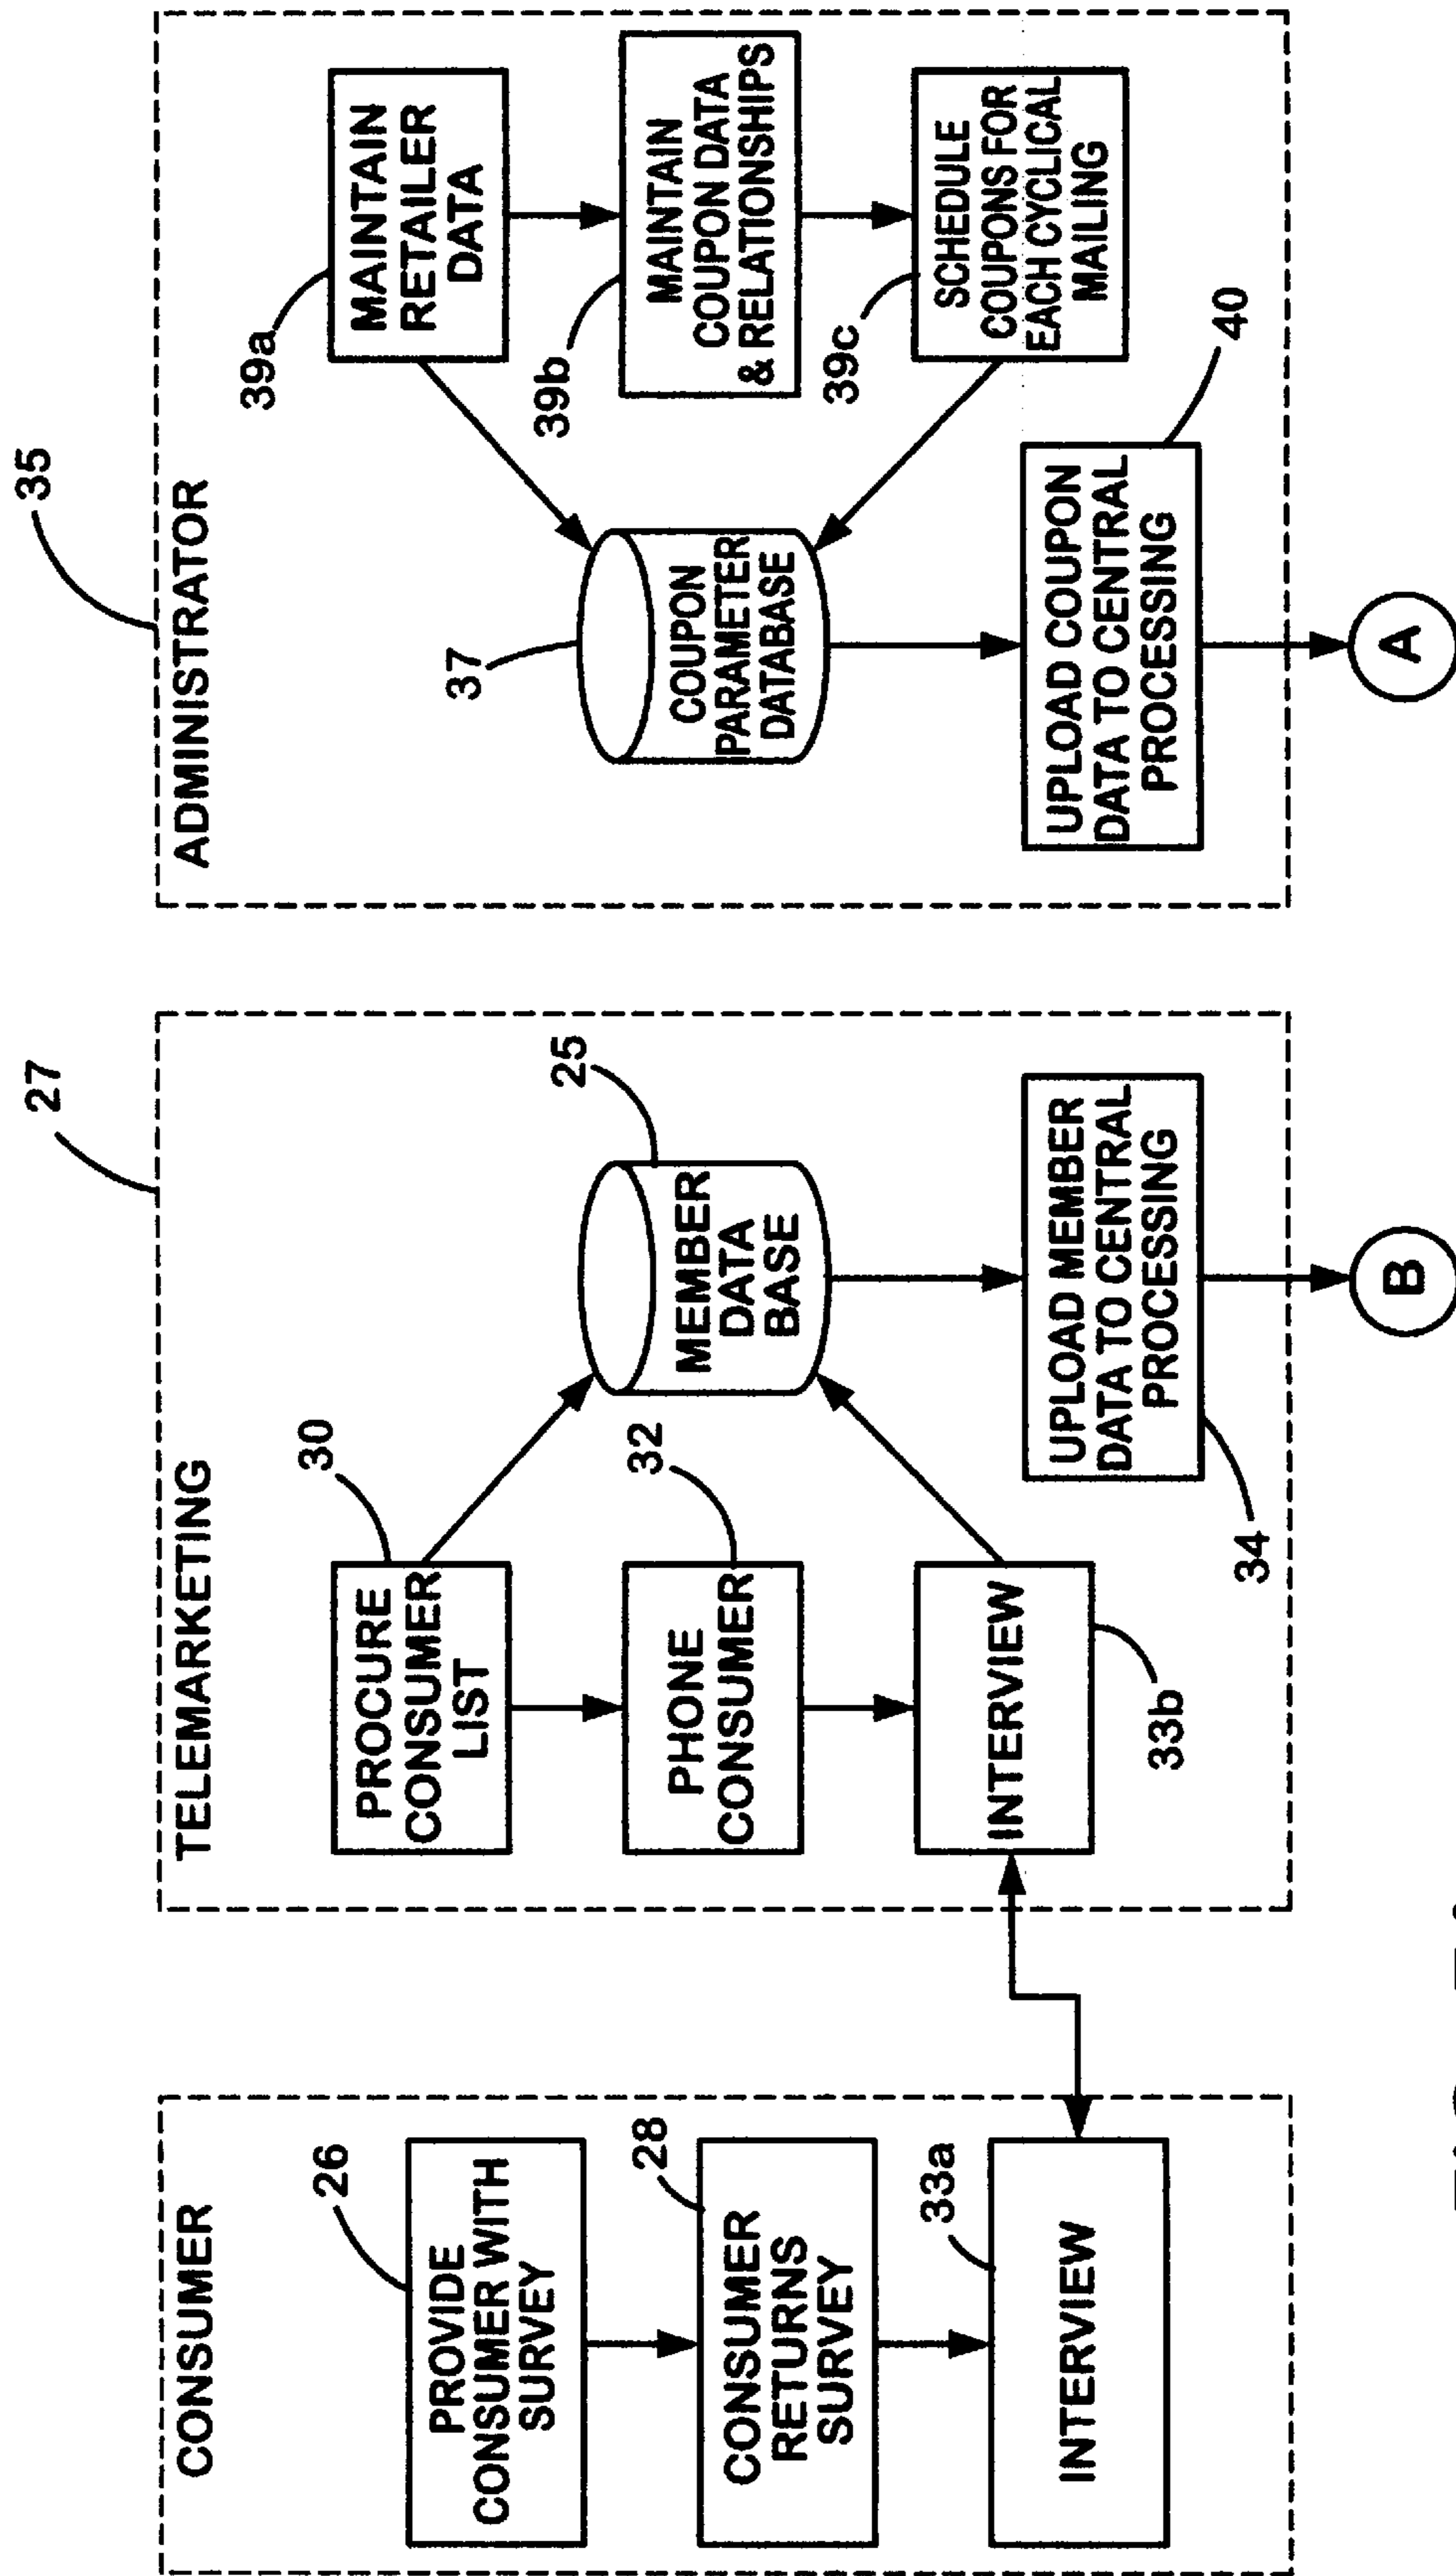 CONSUMER
26
PROVIDE
CONSUMER WITH
SURVEY
28
CONSUMER
RETURNS
SURVEY
33a
INTERVIEW
27
TELEMARKETING
30
PROCURE
CONSUMER
LIST
32
PHONE
CONSUMER
INTERVIEW
33b
25
MEMBER
DATA
BASE
UPLOAD MEMBER
DATA TO CENTRAL
PROCESSING
34
B
35
ADMINISTRATOR
39a
MAINTAIN
RETAILER
DATA
39b
MAINTAIN
COUPON DATA
& RELATIONSHIPS
39c
SCHEDULE
COUPONS FOR
EACH CYCLICAL
MAILING
37
COUPON
PARAMETER
DATABASE
UPLOAD COUPON
DATA TO CENTRAL
PROCESSING
40
A